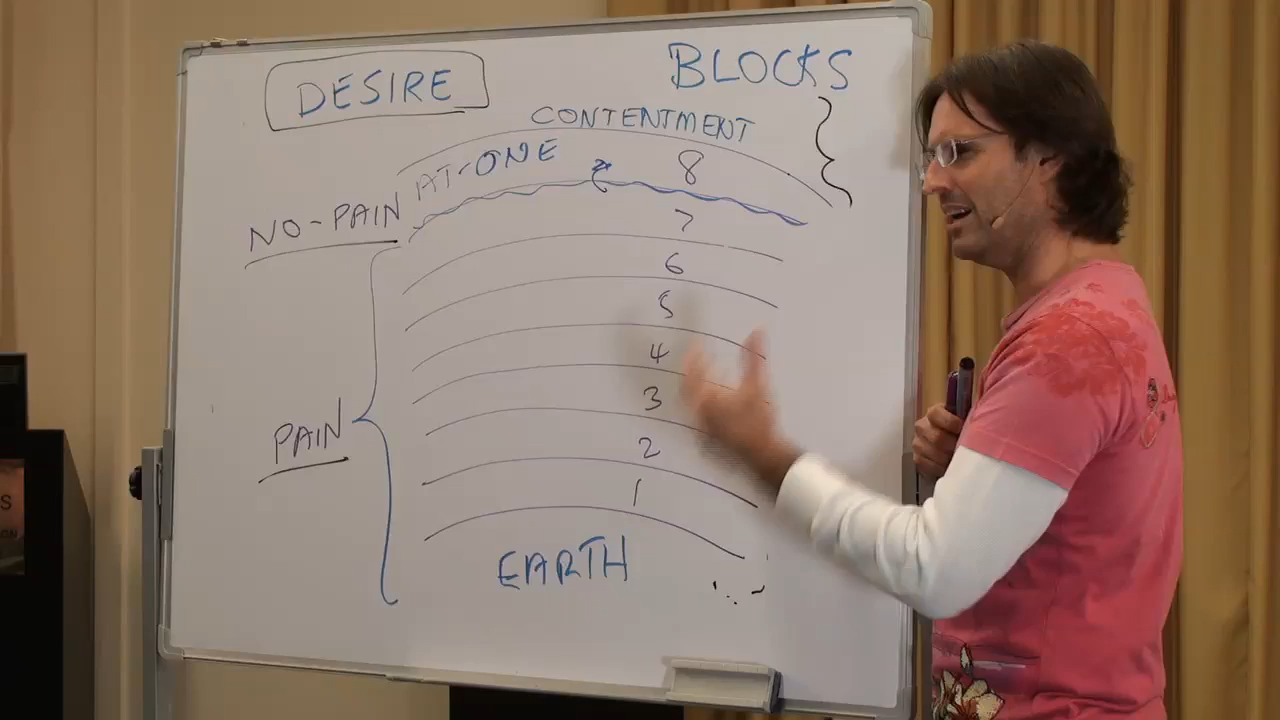 DESIRE
BLOCKS
CONTENTMENT
AT-ONE
8
NO-PAIN
7
6
5
4
3
PAIN
2
1
EARTH